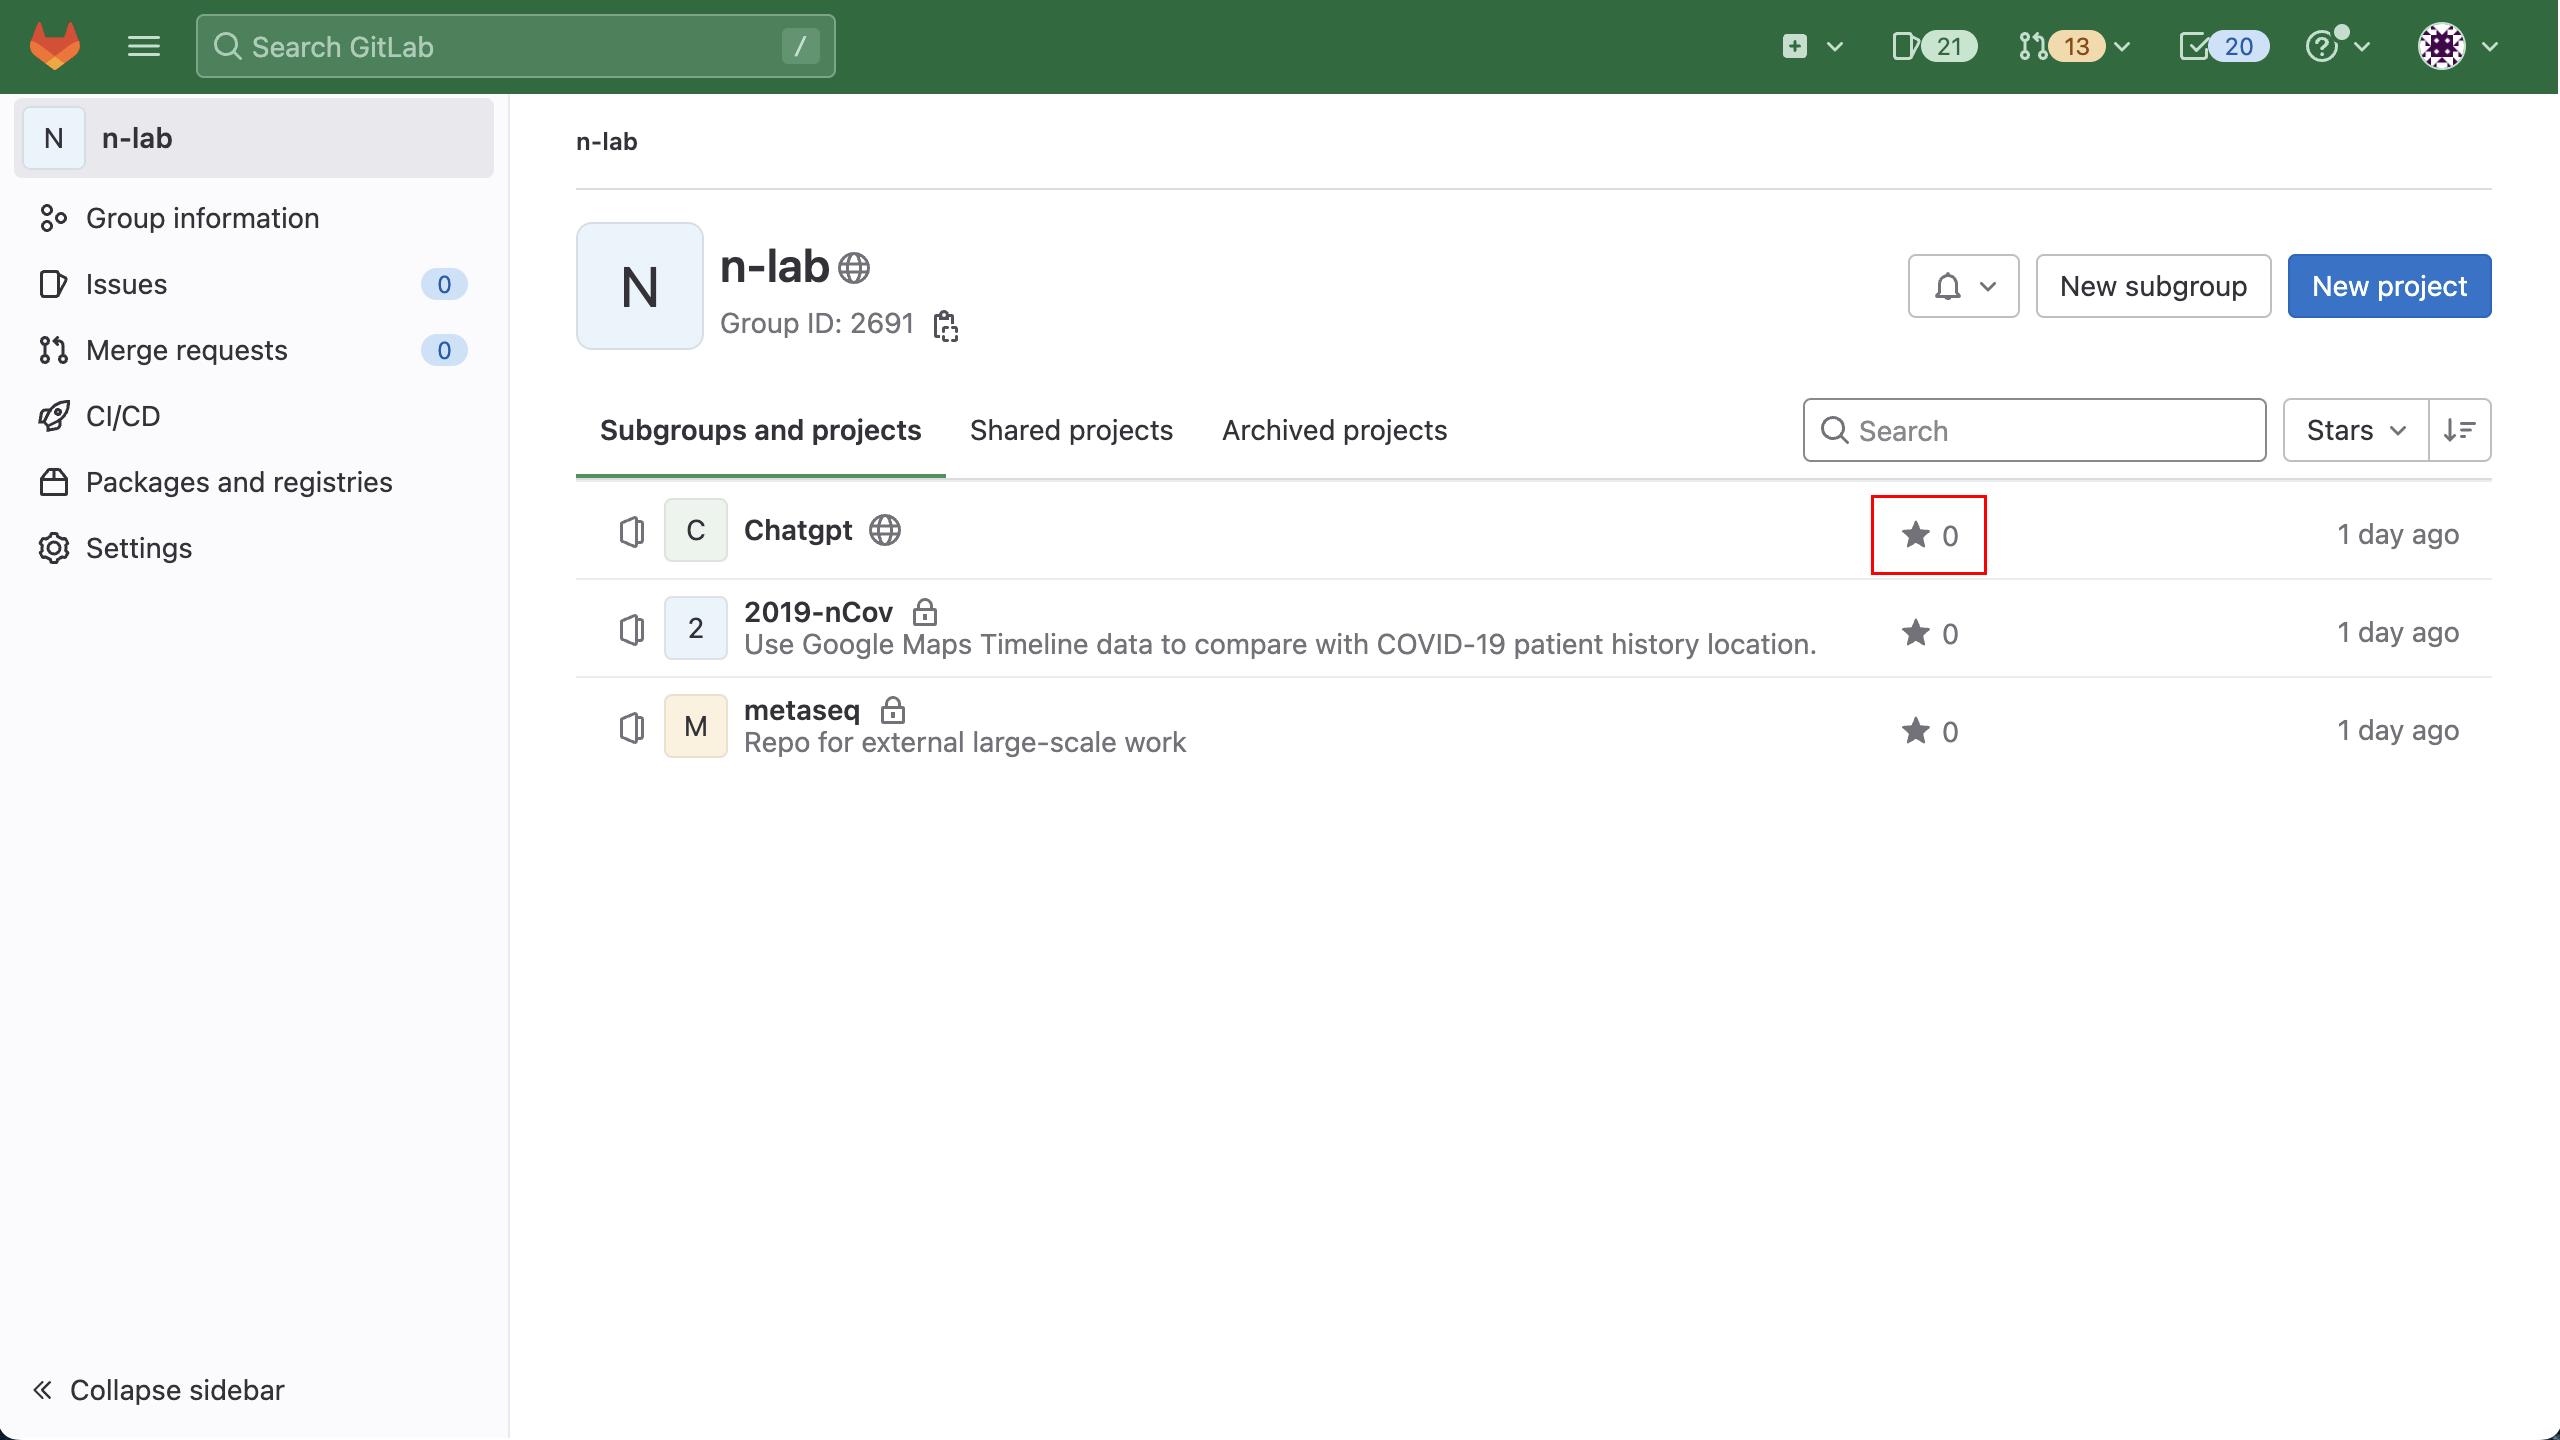 Search GitLab /
21
13
20
N n-lab
Group information
Issues 0
Merge requests 0
CI/CD
Packages and registries
Settings
Collapse sidebar
n-lab
N
n-lab
Group ID: 2691
New subgroup
New project
Subgroups and projects
Shared projects
Archived projects
Search
Stars
C Chatgpt 0 1 day ago
2 2019-nCov 0 1 day ago
Use Google Maps Timeline data to compare with COVID-19 patient history location.
M metaseq 0 1 day ago
Repo for external large-scale work